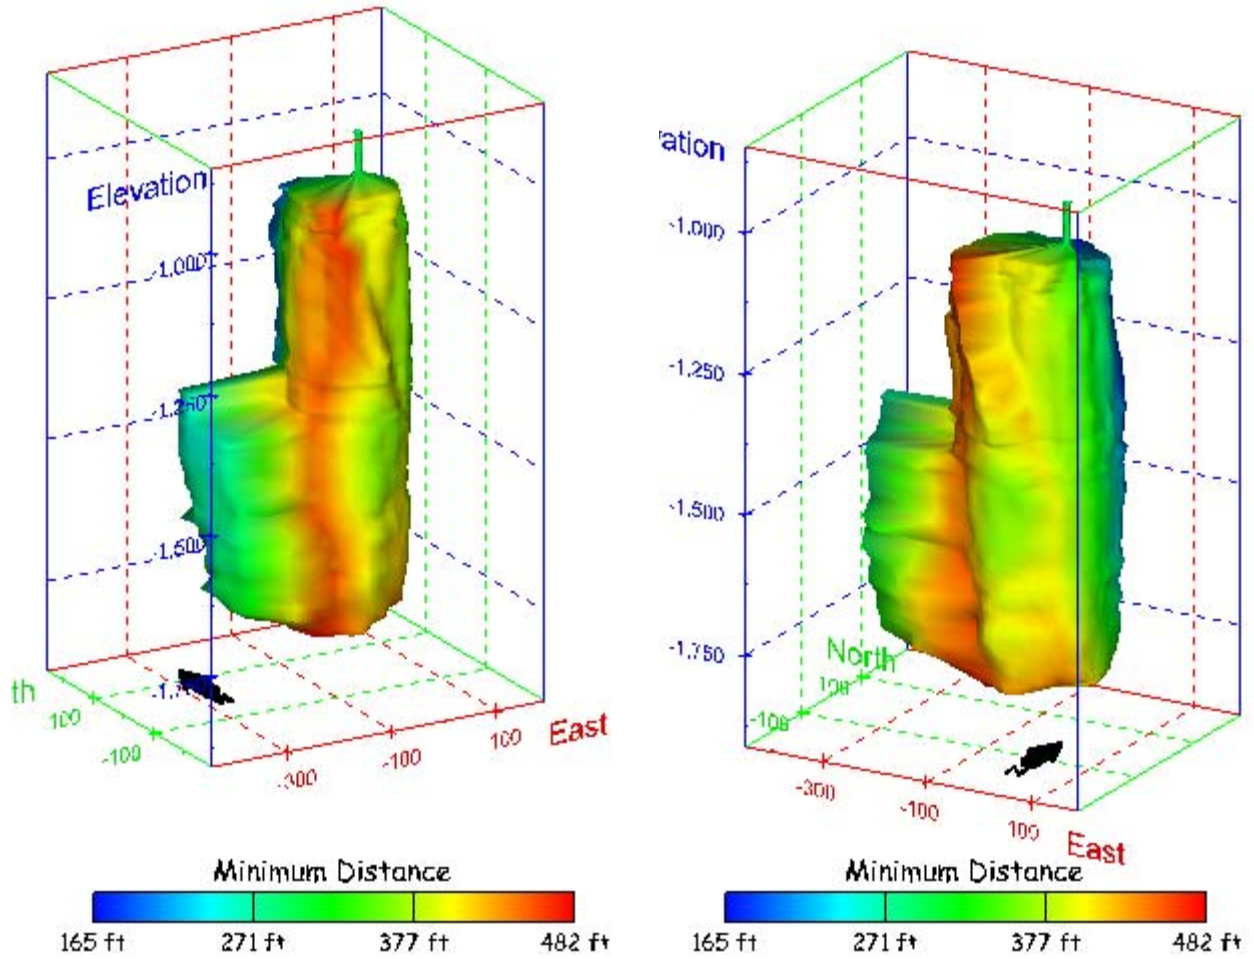 Elevation
-1,000
-1,250
-1,500
th
100
-100
-300
-100
100
East
Minimum Distance
165 ft
271 ft
377 ft
482 ft
ation
-1,000
-1,250
-1,500
-1,750
North
100
-100
-300
-100
100
East
Minimum Distance
165 ft
271 ft
377 ft
482 ft